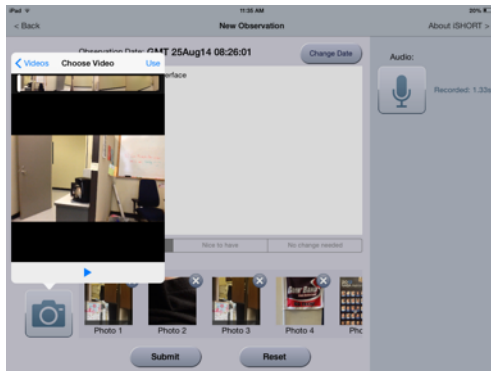 iPad
11:35 AM
20%
< Back
New Observation
About iSHORT >
Observation Date: GMT 25Aug14 08:26:01
Change Date
Audio:
Videos
Choose Video
Use
erface
Recorded: 1.33s
Nice to have
No change needed
Photo 1
Photo 2
Photo 3
Photo 4
Pho
Submit
Reset